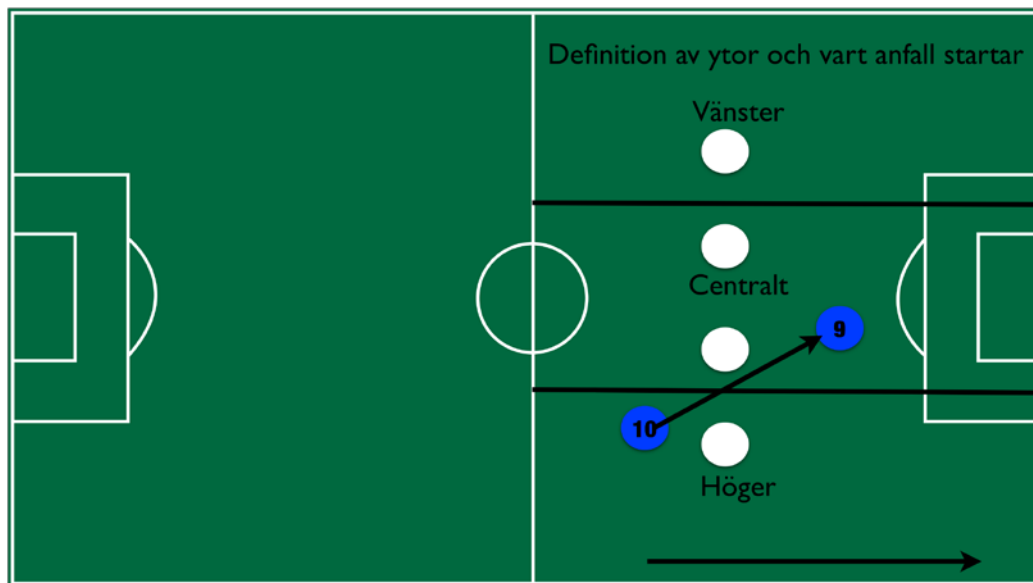 Definition av ytor och vart anfall startar
Vänster
Centralt
9
10
Höger